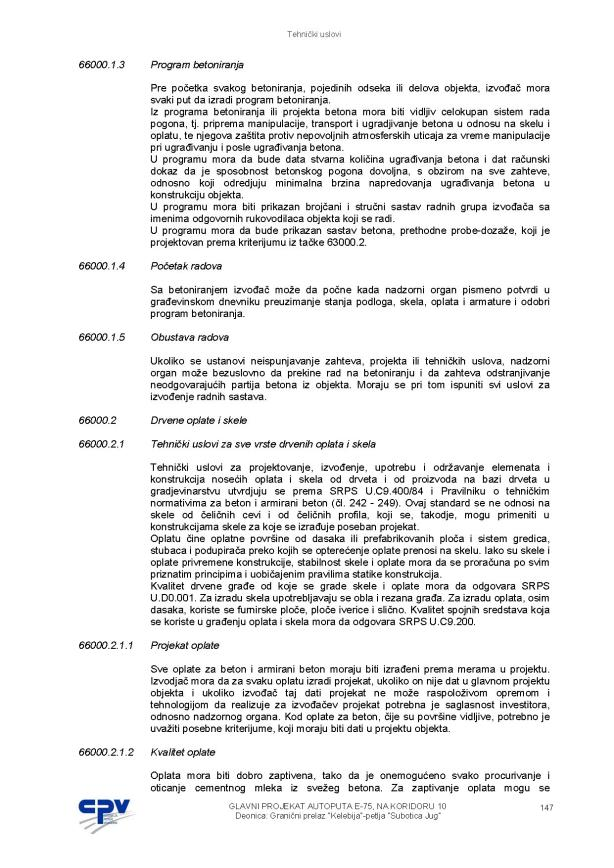 Tehnički uslovi
66000.1.3 Program betoniranja
Pre početka svakog betoniranja, pojedinih odseka ili delova objekta, izvođač mora
svaki put da izradi program betoniranja.
Iz programa betoniranja ili projekta betona mora biti vidljiv celokupan sistem rada
pogona, tj. priprema manipulacije, transport i ugradjivanje betona u odnosu na skelu i
oplatu, te njegova zaštita protiv nepovoljnih atmosferskih uticaja za vreme manipulacije
pri ugrađivanju i posle ugrađivanja betona.
U programu mora da bude data stvarna količina ugrađivanja betona i dat računski
dokaz da je sposobnost betonskog pogona dovoljna, s obzirom na sve zahteve,
odnosno koji odredjuju minimalna brzina napredovanja ugrađivanja betona u
konstrukciju objekta.
U programu mora biti prikazan brojčani i stručni sastav radnih grupa izvođača sa
imenima odgovornih rukovodilaca objekta koji se radi.
U programu mora da bude prikazan sastav betona, prethodne probe-dozaže, koji je
projektovan prema kriterijumu iz tačke 63000.2.
66000.1.4 Početak radova
Sa betoniranjem izvođač može da počne kada nadzorni organ pismeno potvrdi u
građevinskom dnevniku preuzimanje stanja podloga, skela, oplata i armature i odobri
program betoniranja.
66000.1.5 Obustava radova
Ukoliko se ustanovi neispunjavanje zahteva, projekta ili tehničkih uslova, nadzorni
organ može bezuslovno da prekine rad na betoniranju i da zahteva odstranjivanje
neodgovarajućih partija betona iz objekta. Moraju se pri tom ispuniti svi uslovi za
izvođenje radnih sastava.
66000.2 Drvene oplate i skele
66000.2.1 Tehnički uslovi za sve vrste drvenih oplata i skela
Tehnički uslovi za projektovanje, izvođenje, upotrebu i održavanje elemenata i
konstrukcija nosećih oplata i skela od drveta i od proizvoda na bazi drveta u
gradjevinarstvu utvrdjuju se prema SRPS U.C9.400/84 i Pravilniku o tehničkim
normativima za beton i armirani beton (čl. 242 - 249). Ovaj standard se ne odnosi na
skele od čeličnih cevi i od čeličnih profila, koji se, takodje, mogu primeniti u
konstrukcijama skele za koje se izrađuje poseban projekat.
Oplatu čine oplatne površine od dasaka ili prefabrikovanih ploča i sistem gredica,
stubaca i podupirača preko kojih se opterećenje oplate prenosi na skelu. Iako su skele i
oplate privremene konstrukcije, stabilnost skele i oplate mora da se proračuna po svim
priznatim principima i uobičajenim pravilima statike konstrukcija.
Kvalitet drvene građe od koje se grade skele i oplate mora da odgovara SRPS
U.D0.001. Za izradu skela upotrebljavaju se obla i rezana građa. Za izradu oplata, osim
dasaka, koriste se furnirske ploče, ploče iverice i slično. Kvalitet spojnih sredstava koja
se koriste u građenju oplata i skela mora da odgovara SRPS U.C9.200.
66000.2.1.1 Projekat oplate
Sve oplate za beton i armirani beton moraju biti izrađeni prema merama u projektu.
Izvodjač mora da za svaku oplatu izradi projekat, ukoliko on nije dat u glavnom projektu
objekta i ukoliko izvođač taj dati projekat ne može raspoloživom opremom i
tehnologijom da realizuje za izvođačev projekat potrebna je saglasnost investitora,
odnosno nadzornog organa. Kod oplate za beton, čije su površine vidljive, potrebno je
uvažiti posebne kriterijume, koji moraju biti dati u projektu objekta.
66000.2.1.2 Kvalitet oplate
Oplata mora biti dobro zaptivena, tako da je onemogućeno svako procurivanje i
oticanje cementnog mleka iz svežeg betona. Za zaptivanje oplata mogu se
CPV
GLAVNI PROJEKAT AUTOPUTA E-75, NA KORIDORU 10
Deonica: Granični prelaz "Kelebija"-petlja "Subotica Jug"
147